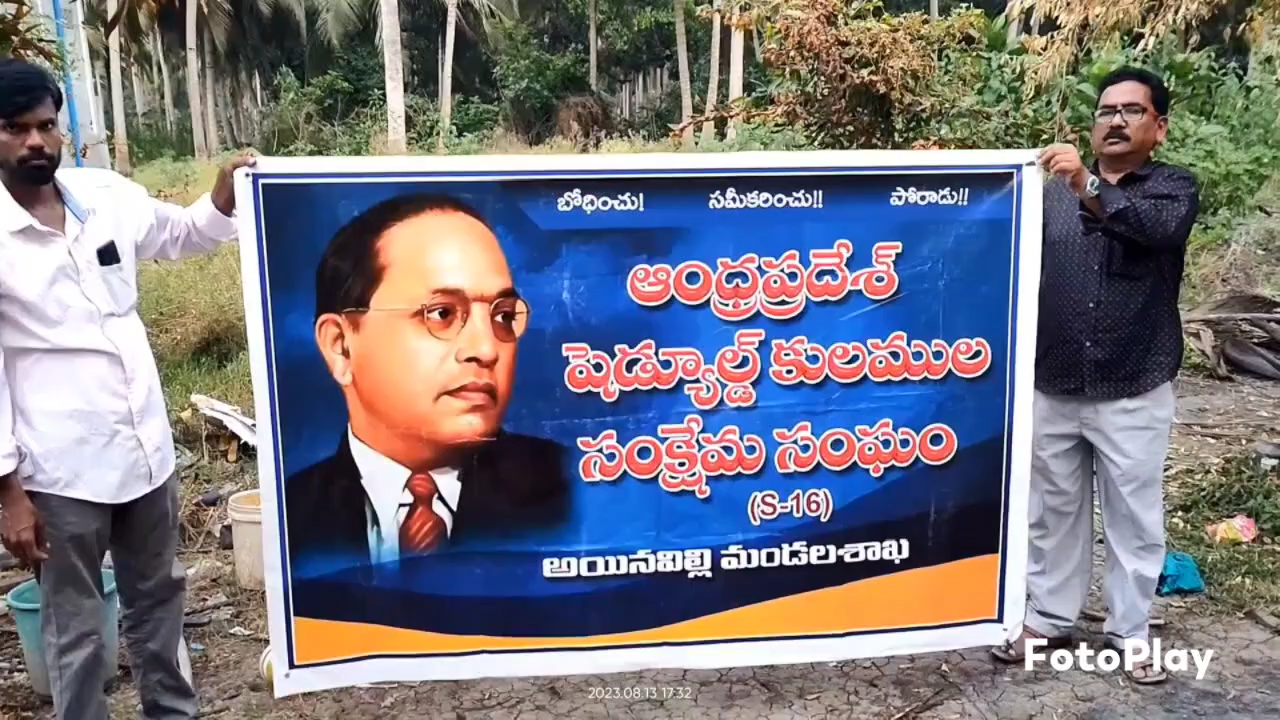 బోధించు! సమీకరించు!! పోరాడు!!
ఆంధ్రప్రదేశ్
షెడ్యూల్డ్ కులముల
సంక్షేమ సంఘం
(S-16)
అయినవిల్లి మండలశాఖ
FotoPlay
2023.08.13 17:32